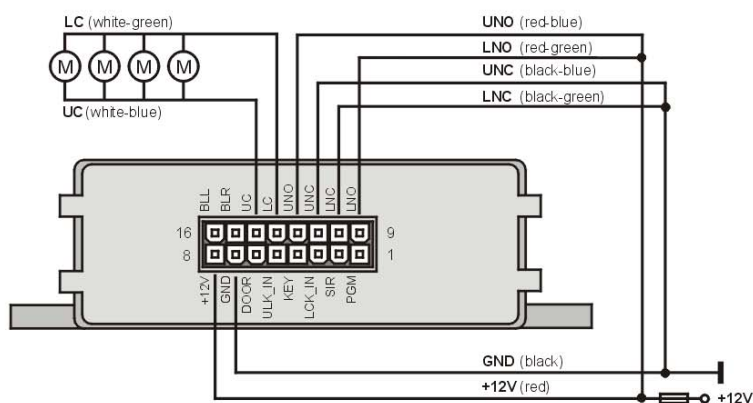 LC (white-green)
UNO (red-blue)
LNO (red-green)
UNC (black-blue)
LNC (black-green)
M M M M
UC (white-blue)
BLL BLR UC LC UNO UNC LNC LNO
16 9
8 1
+12V GND DOOR ULK_IN KEY LCK_IN SIR PGM
GND (black)
+12V (red)
+12V